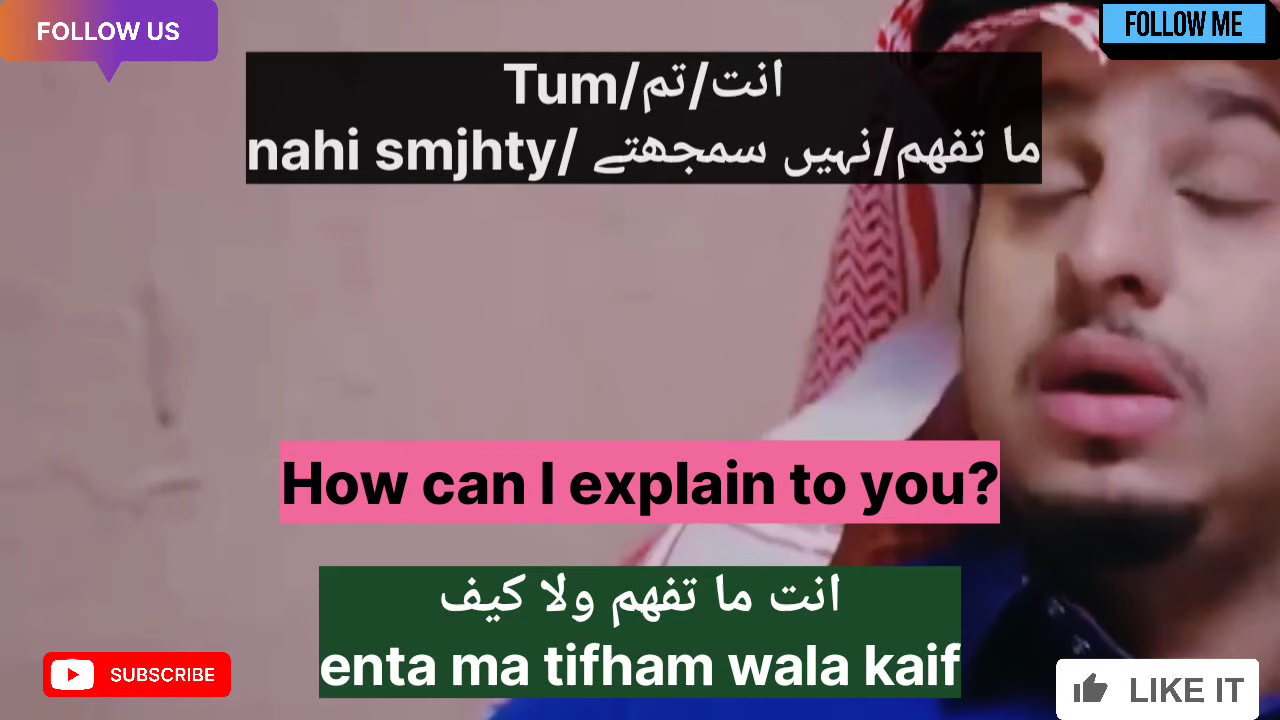 FOLLOW US
FOLLOW ME
Tum/تم/انت
nahi smjhty/ ما تفهم/نہیں سمجھتے
How can I explain to you?
انت ما تفهم ولا كيف
enta ma tifham wala kaif
SUBSCRIBE
LIKE IT